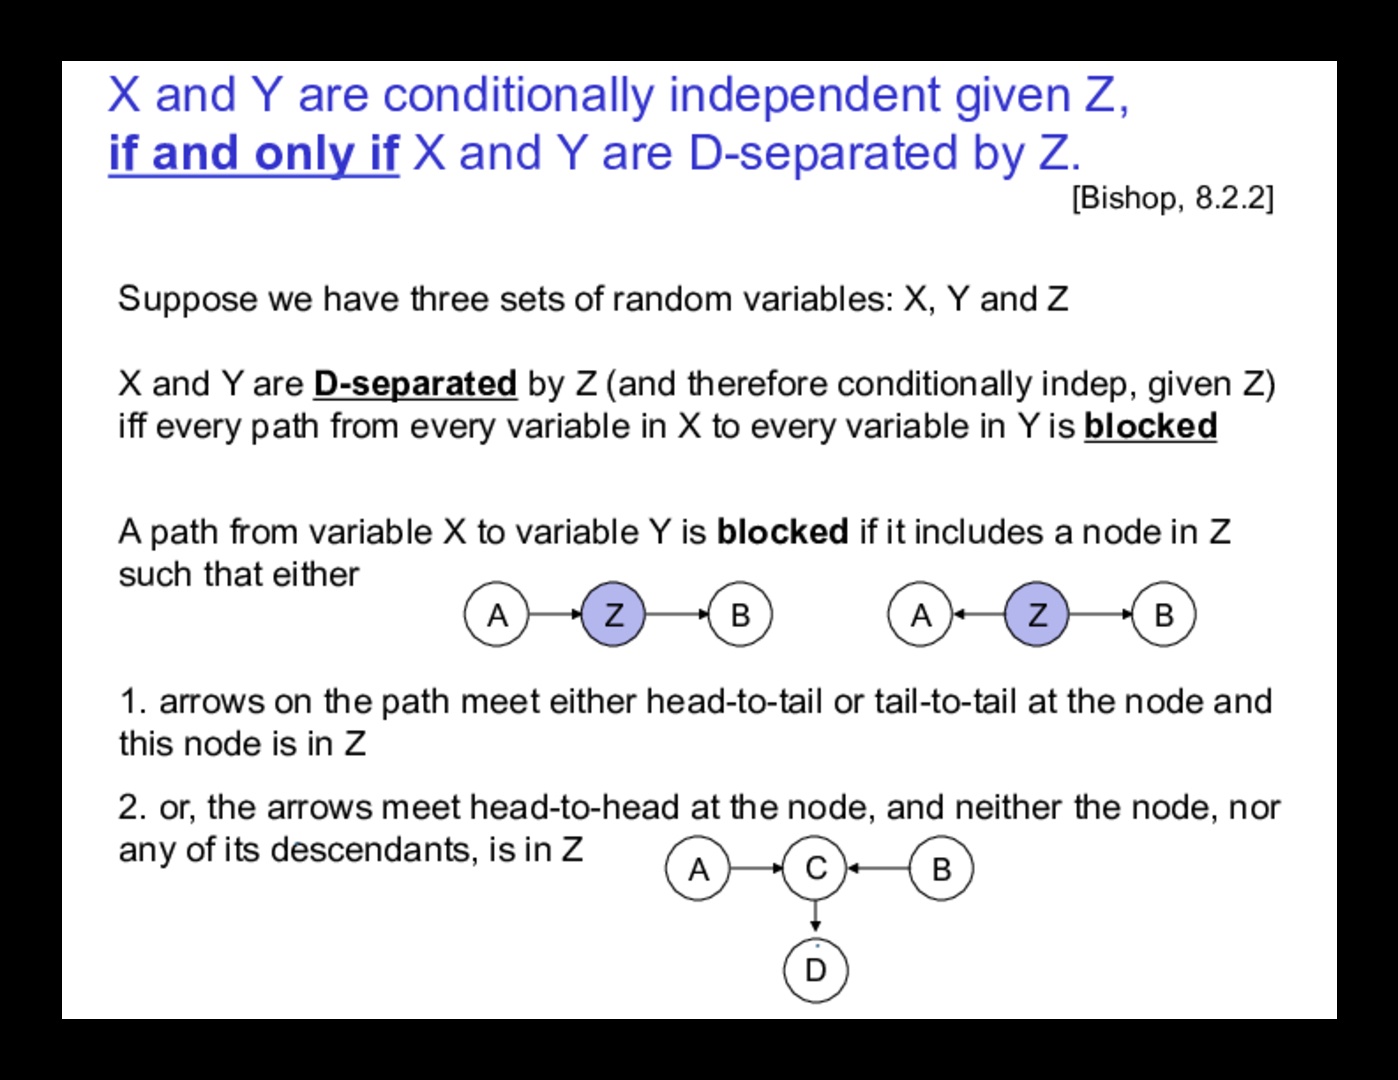 X and Y are conditionally independent given Z,
if and only if X and Y are D-separated by Z.
[Bishop, 8.2.2]
Suppose we have three sets of random variables: X, Y and Z
X and Y are D-separated by Z (and therefore conditionally indep, given Z)
iff every path from every variable in X to every variable in Y is blocked
A path from variable X to variable Y is blocked if it includes a node in Z
such that either
A Z B A Z B
1. arrows on the path meet either head-to-tail or tail-to-tail at the node and
this node is in Z
2. or, the arrows meet head-to-head at the node, and neither the node, nor
any of its descendants, is in Z
A C B
D